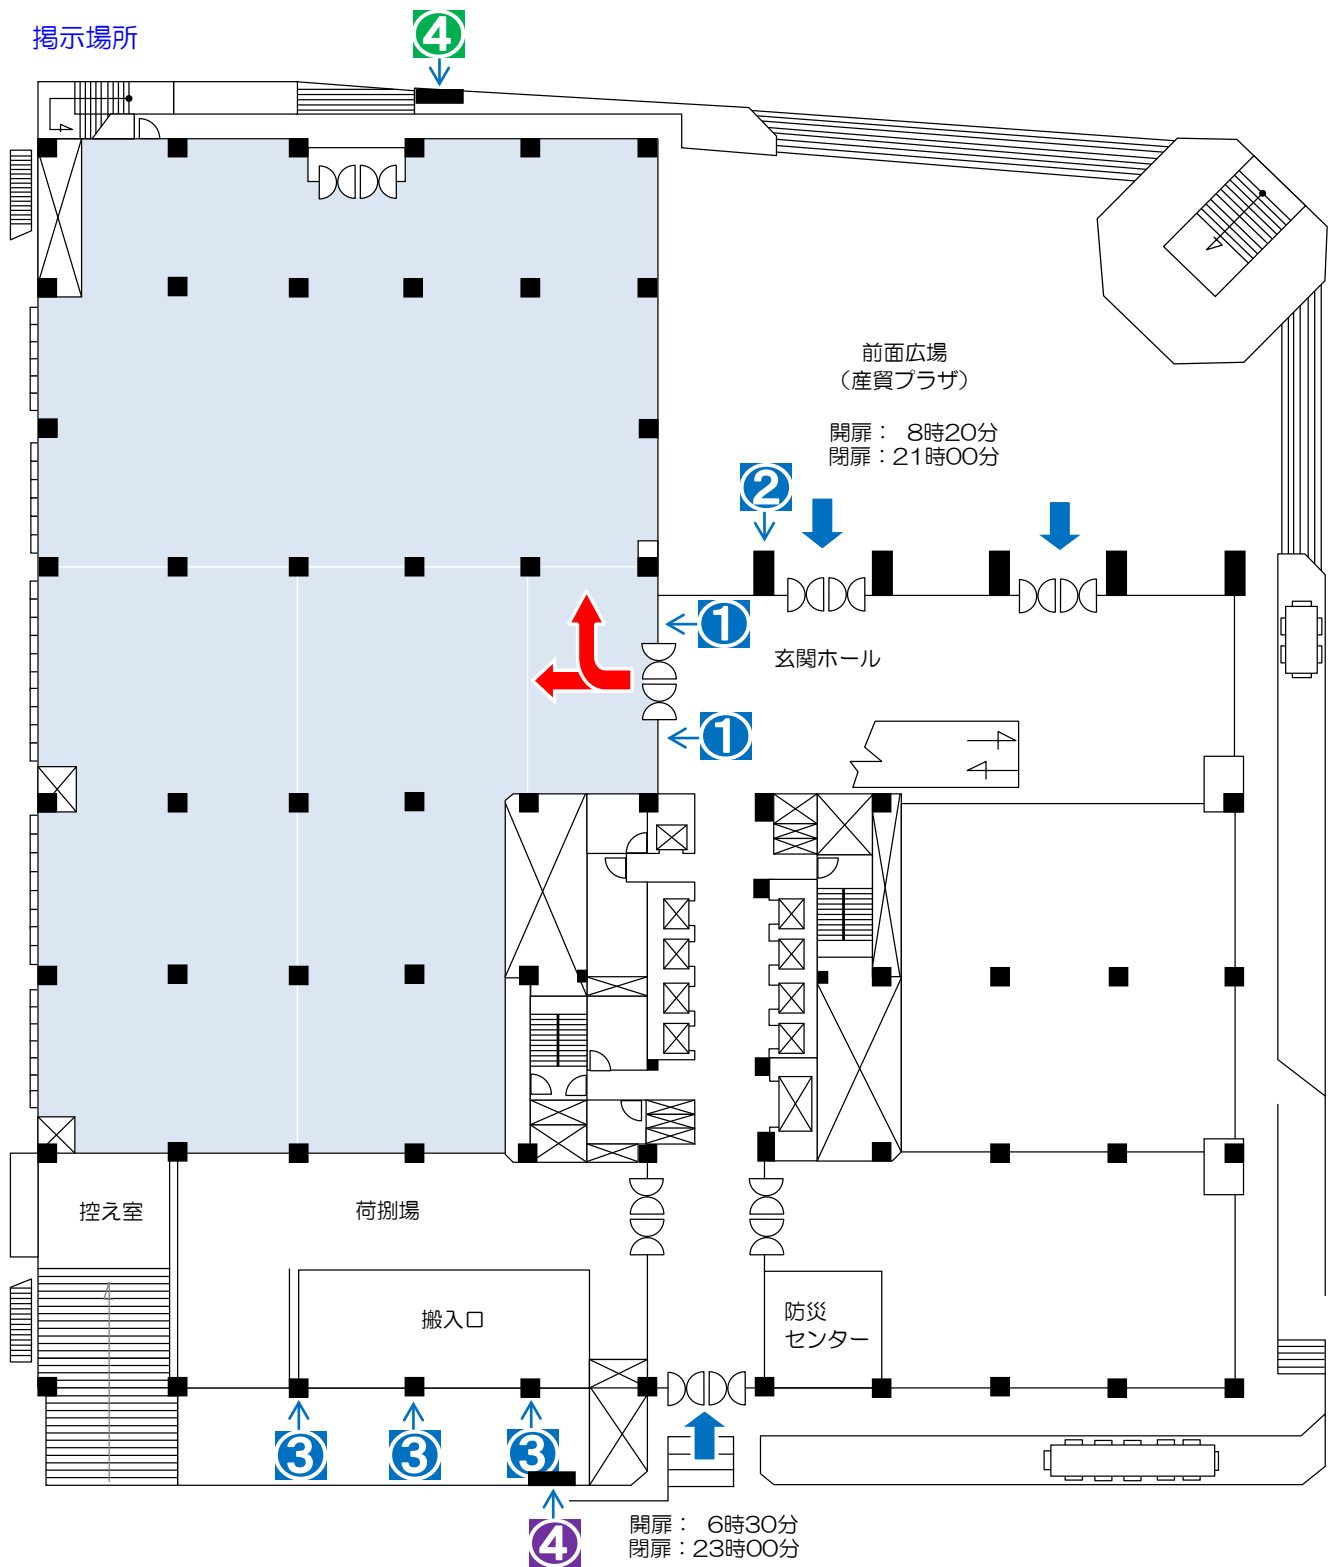 掲示場所
④
前面広場
（産貿プラザ）
開扉： 8時20分
閉扉：21時00分
②
①
玄関ホール
①
控え室
荷捌場
搬入口
防災
センター
③
③
③
④
開扉： 6時30分
閉扉：23時00分